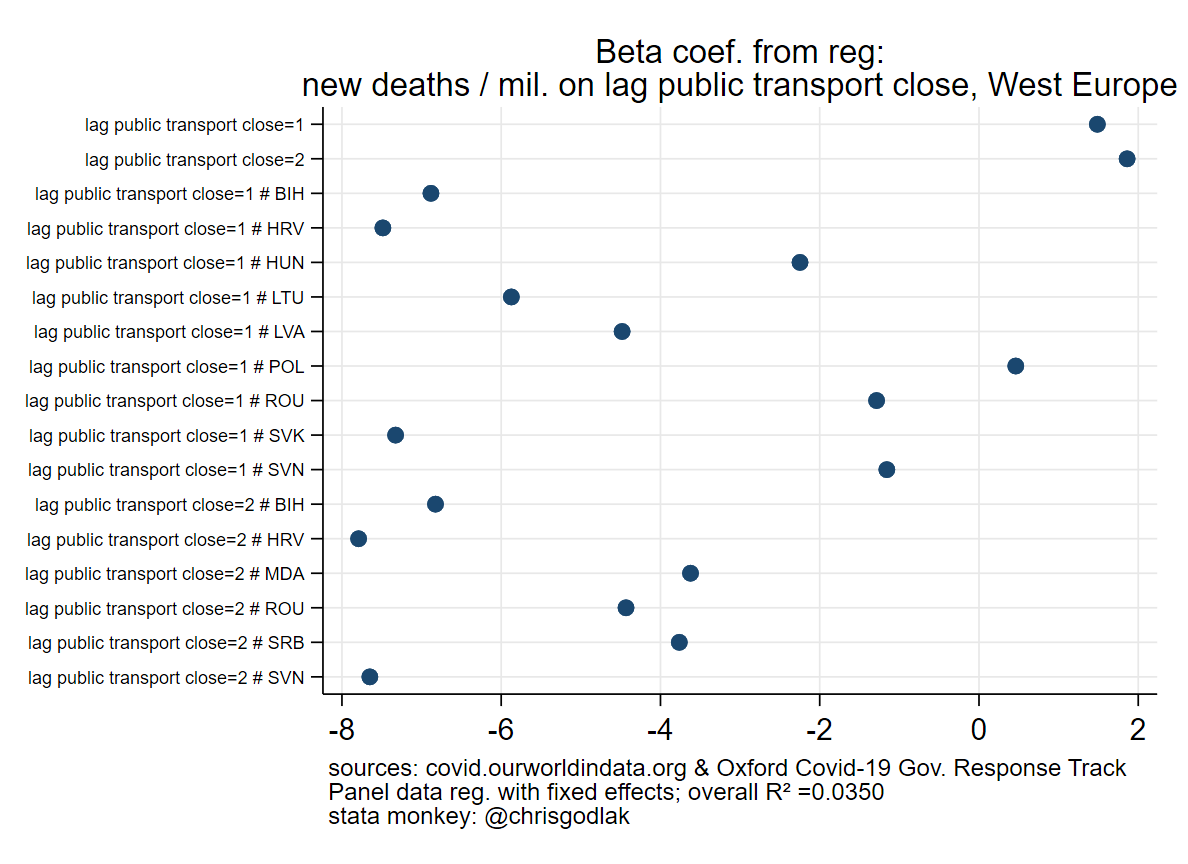 Beta coef. from reg:
new deaths / mil. on lag public transport close, West Europe
lag public transport close=1
lag public transport close=2
lag public transport close=1 # BIH
lag public transport close=1 # HRV
lag public transport close=1 # HUN
lag public transport close=1 # LTU
lag public transport close=1 # LVA
lag public transport close=1 # POL
lag public transport close=1 # ROU
lag public transport close=1 # SVK
lag public transport close=1 # SVN
lag public transport close=2 # BIH
lag public transport close=2 # HRV
lag public transport close=2 # MDA
lag public transport close=2 # ROU
lag public transport close=2 # SRB
lag public transport close=2 # SVN
-8 -6 -4 -2 0 2
sources: covid.ourworldindata.org & Oxford Covid-19 Gov. Response Track
Panel data reg. with fixed effects; overall R² =0.0350
stata monkey: @chrisgodlak